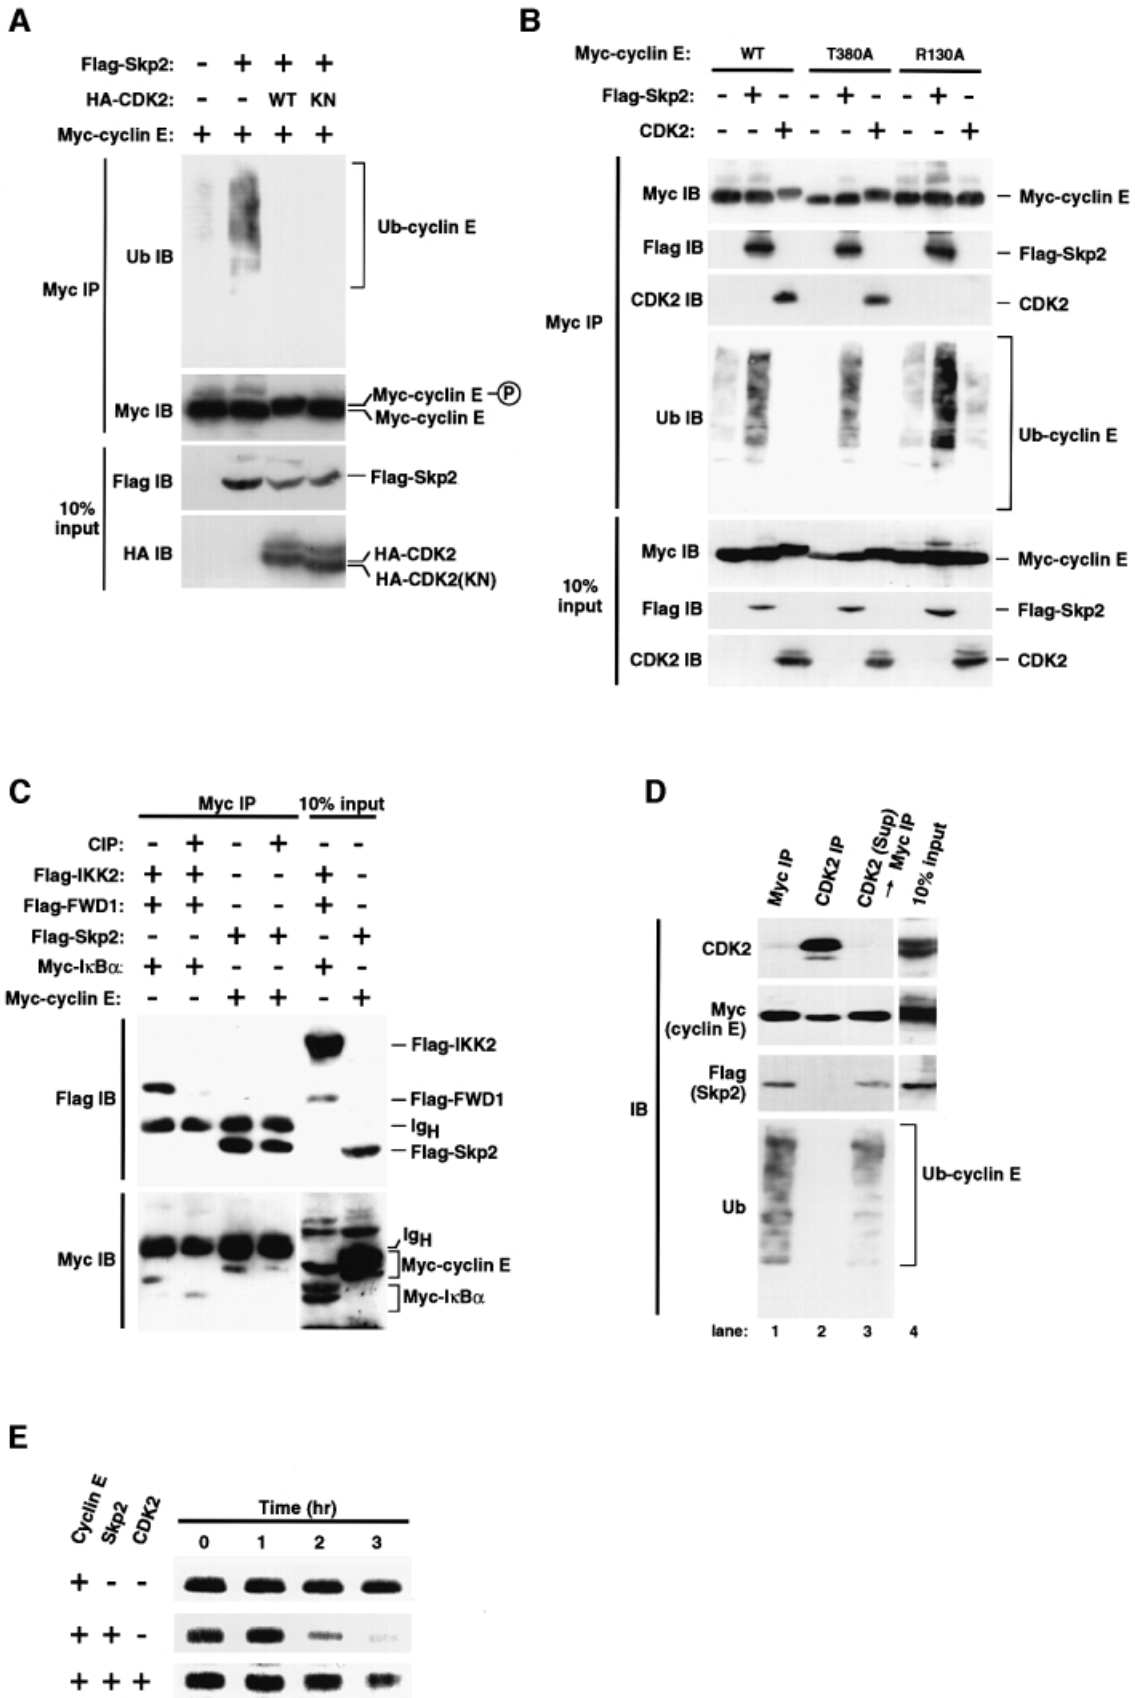 A
Flag-Skp2: - + + +
HA-CDK2: - - WT KN
Myc-cyclin E: + + + +
Myc IP
Ub IB
Ub-cyclin E
Myc IB
Myc-cyclin E-Ⓟ
Myc-cyclin E
10% input
Flag IB
Flag-Skp2
HA IB
HA-CDK2
HA-CDK2(KN)
B
Myc-cyclin E: WT T380A R130A
Flag-Skp2: - + - - + - - + -
CDK2: - - + - - + - - +
Myc IP
Myc IB
Myc-cyclin E
Flag IB
Flag-Skp2
CDK2 IB
CDK2
Ub IB
Ub-cyclin E
10% input
Myc IB
Myc-cyclin E
Flag IB
Flag-Skp2
CDK2 IB
CDK2
C
Myc IP 10% input
CIP: - + - + - -
Flag-IKK2: + + - - + -
Flag-FWD1: + + - - + -
Flag-Skp2: - - + + - +
Myc-IκBα: + + - - + -
Myc-cyclin E: - - + + - +
Flag IB
Flag-IKK2
Flag-FWD1
IgH
Flag-Skp2
Myc IB
IgH
Myc-cyclin E
Myc-IκBα
D
Myc IP
CDK2 IP
CDK2 (Sup)
→ Myc IP
10% input
IB
CDK2
Myc
(cyclin E)
Flag
(Skp2)
Ub
Ub-cyclin E
lane: 1 2 3 4
E
Cyclin E
Skp2
CDK2
Time (hr)
0 1 2 3
+ - -
+ + -
+ + +